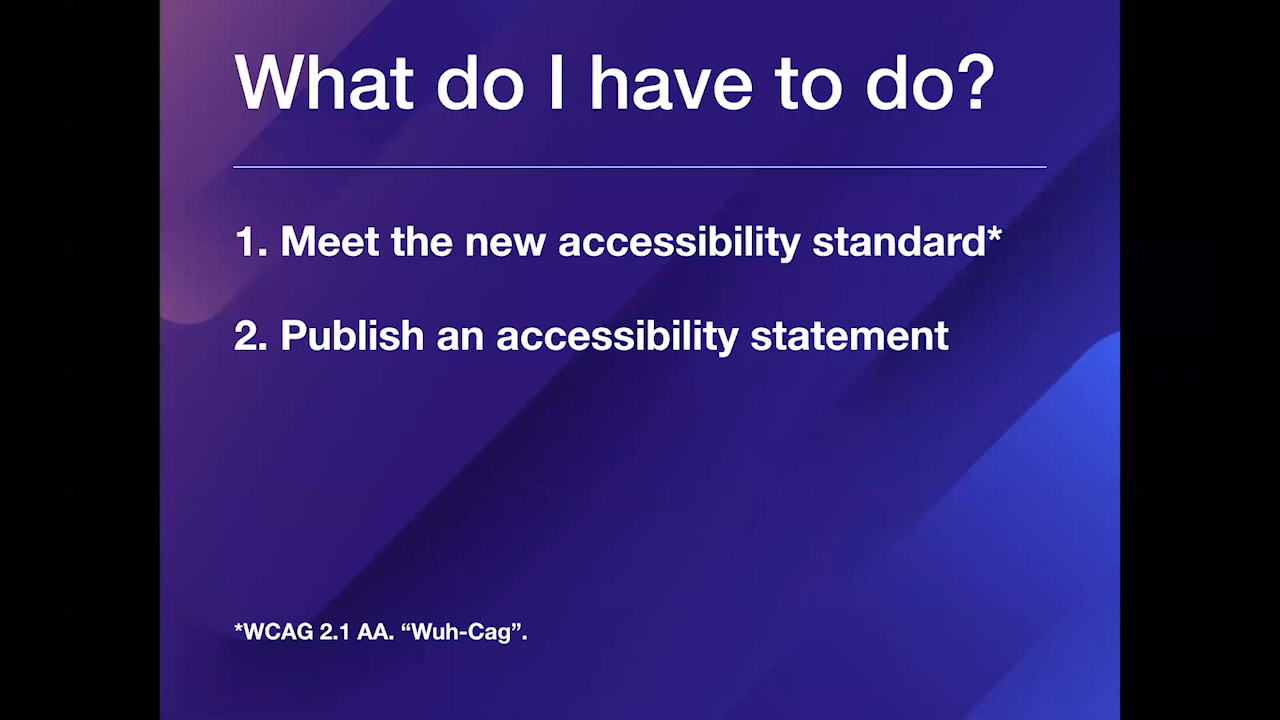 What do I have to do?
1. Meet the new accessibility standard*
2. Publish an accessibility statement
*WCAG 2.1 AA. “Wuh-Cag”.